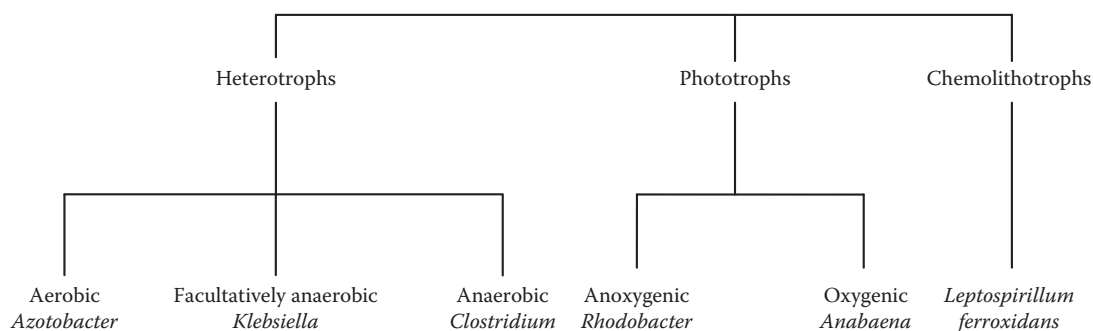 Heterotrophs
Phototrophs
Chemolithotrophs
Aerobic
Azotobacter
Facultatively anaerobic
Klebsiella
Anaerobic
Clostridium
Anoxygenic
Rhodobacter
Oxygenic
Anabaena
Leptospirillum
ferroxidans